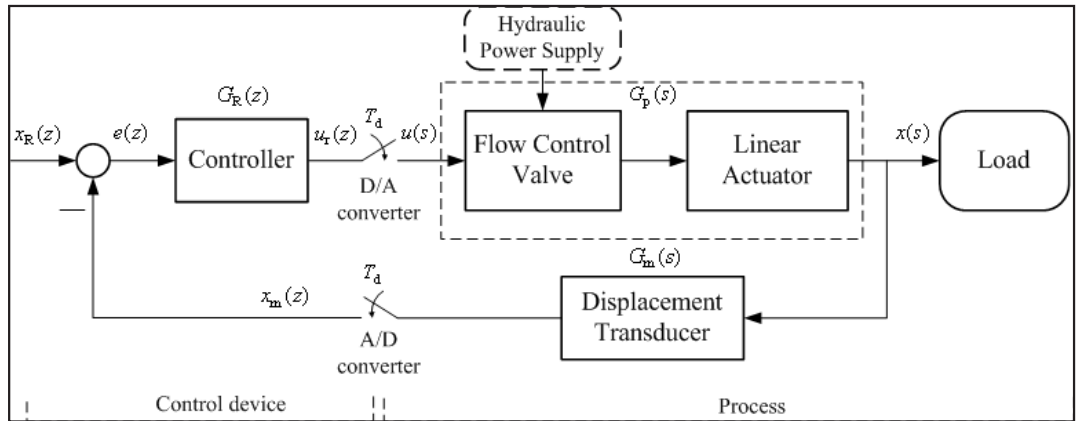 Hydraulic
Power Supply
G_R(z)
G_p(s)
x_R(z)
e(z)
Controller
u_r(z)
T_d
u(s)
D/A
converter
Flow Control
Valve
Linear
Actuator
x(s)
Load
x_m(z)
T_d
A/D
converter
G_m(s)
Displacement
Transducer
—
Control device
Process